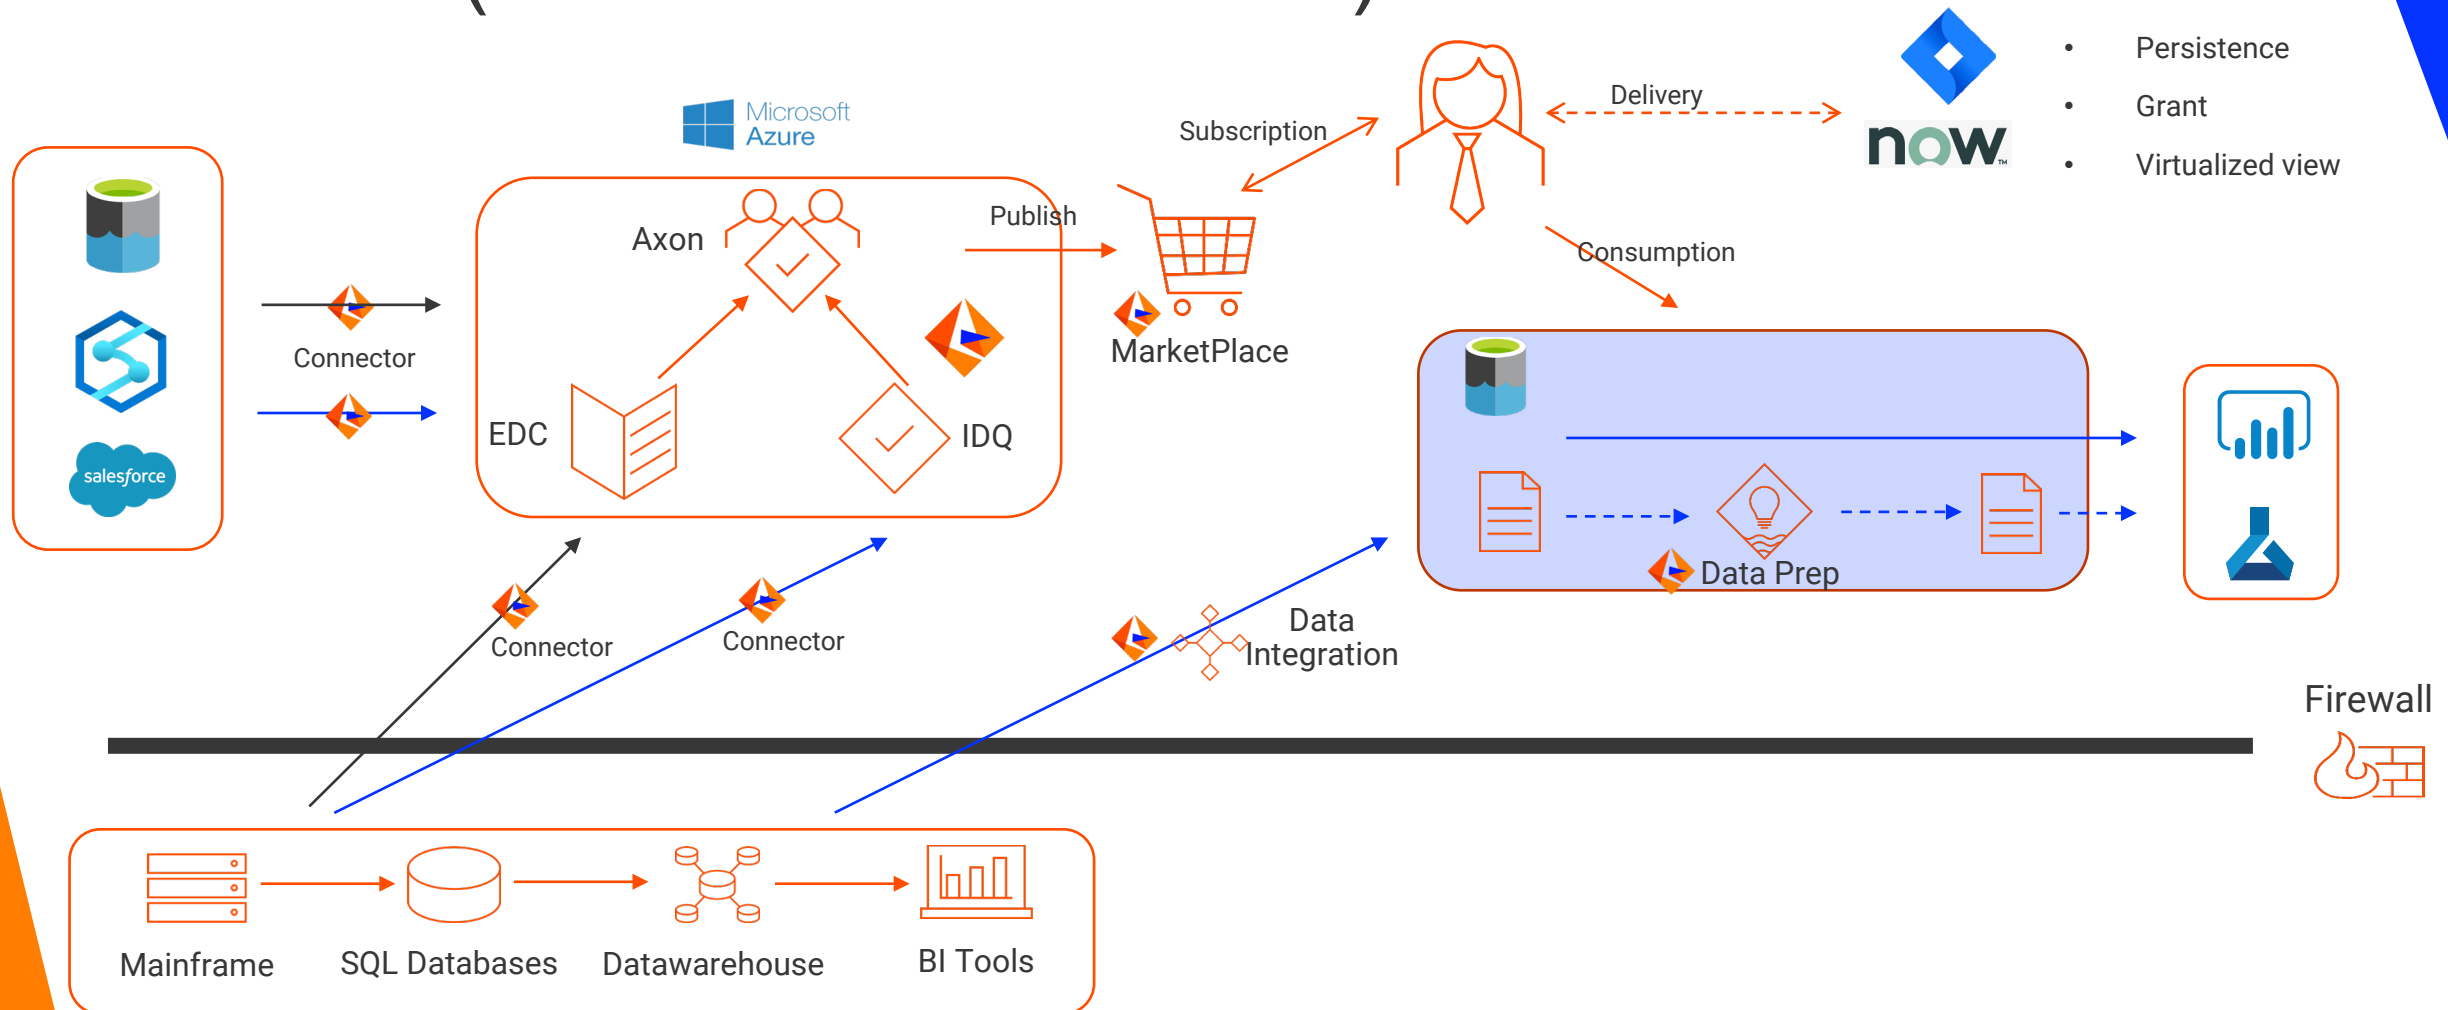 ( )
Persistence
Grant
Virtualized view
Delivery
now™
Microsoft
Azure
Subscription
Axon
Publish
Consumption
MarketPlace
Connector
EDC
IDQ
salesforce
Data Prep
Connector
Connector
Data
Integration
Firewall
Mainframe
SQL Databases
Datawarehouse
BI Tools